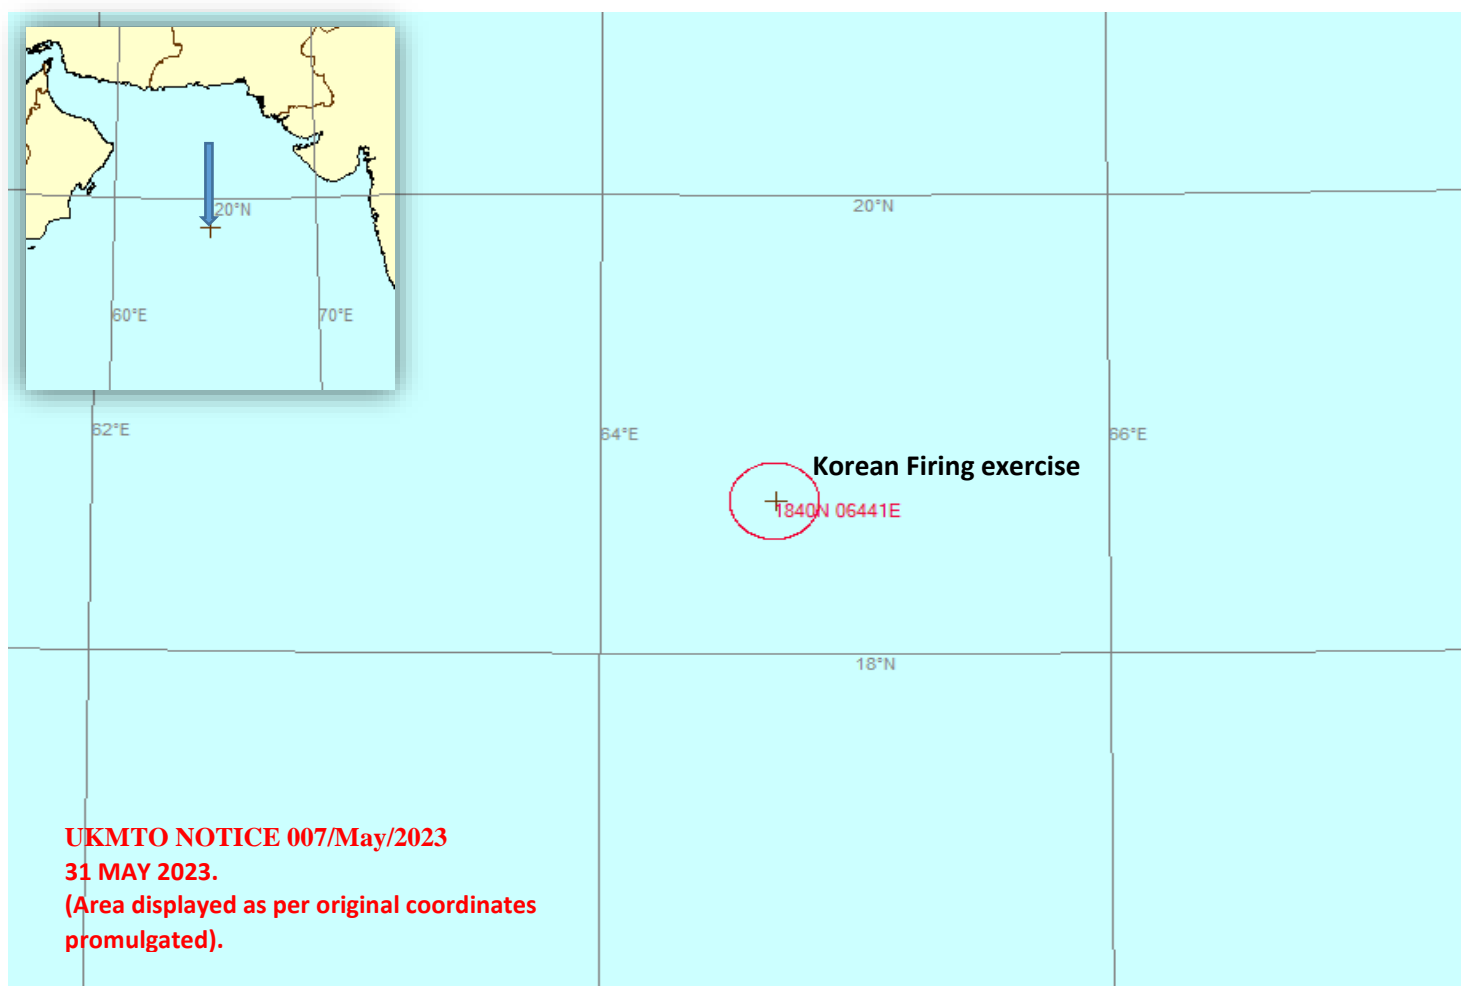 20°N
60°E
70°E
20°N
62°E
64°E
66°E
Korean Firing exercise
1840N 06441E
18°N
UKMTO NOTICE 007/May/2023
31 MAY 2023.
(Area displayed as per original coordinates
promulgated).